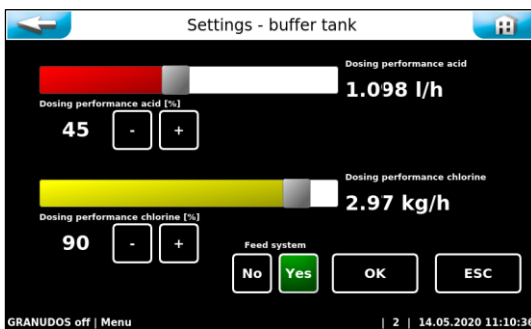 Settings - buffer tank
Dosing performance acid
1.098 l/h
Dosing performance acid [%]
45 - +
Dosing performance chlorine
2.97 kg/h
Dosing performance chlorine [%]
90 - +
Feed system
No Yes OK ESC
GRANUDOS off | Menu | 2 | 14.05.2020 11:10:36